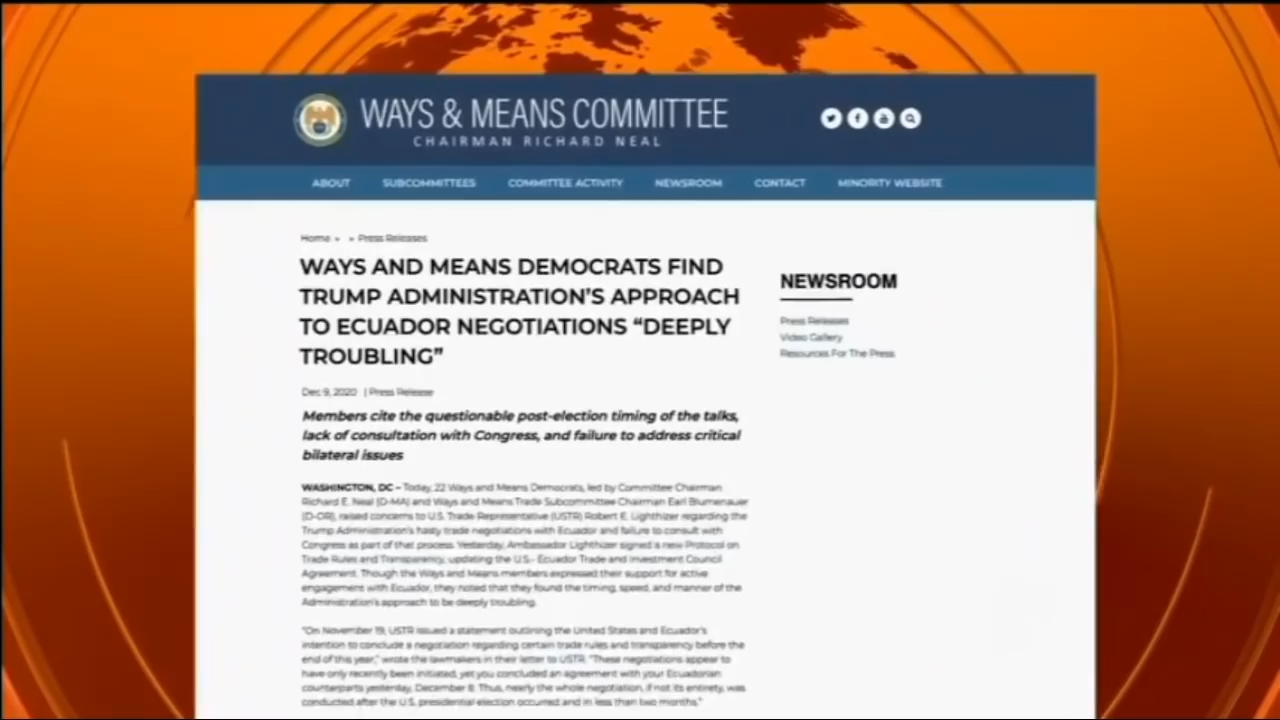 WAYS & MEANS COMMITTEE
CHAIRMAN RICHARD NEAL
ABOUT SUBCOMMITTEES COMMITTEE ACTIVITY NEWSROOM CONTACT MINORITY WEBSITE
Home » » Press Releases
WAYS AND MEANS DEMOCRATS FIND
TRUMP ADMINISTRATION'S APPROACH
TO ECUADOR NEGOTIATIONS “DEEPLY
TROUBLING”
Dec 9, 2020 | Press Release
Members cite the questionable post-election timing of the talks,
lack of consultation with Congress, and failure to address critical
bilateral issues
WASHINGTON, DC – Today, 22 Ways and Means Democrats, led by Committee Chairman
Richard E. Neal (D-MA) and Ways and Means Trade Subcommittee Chairman Earl Blumenauer
(D-OR), raised concerns to U.S. Trade Representative (USTR) Robert E. Lighthizer regarding the
Trump Administration's hasty trade negotiations with Ecuador and failure to consult with
Congress as part of that process. Yesterday, Ambassador Lighthizer signed a new Protocol on
Trade Rules and Transparency, updating the U.S.- Ecuador Trade and Investment Council
Agreement. Though the Ways and Means members expressed their support for active
engagement with Ecuador, they noted that they found the timing, speed, and manner of the
Administration's approach to be deeply troubling.
“On November 19, USTR issued a statement outlining the United States and Ecuador's
intention to conclude a negotiation regarding certain trade rules and transparency before the
end of this year,” wrote the lawmakers in their letter to USTR. “These negotiations appear to
have only recently been initiated, yet you concluded an agreement with your Ecuadorian
counterparts yesterday, December 8. Thus, nearly the whole negotiation, if not its entirety, was
conducted after the U.S. presidential election occurred and in less than two months.”
NEWSROOM
Press Releases
Video Gallery
Resources For The Press